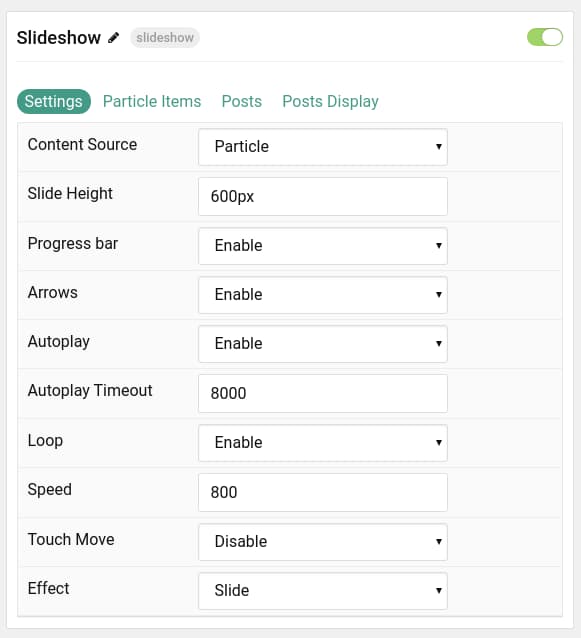 Slideshow slideshow
Settings Particle Items Posts Posts Display
Content Source Particle
Slide Height 600px
Progress bar Enable
Arrows Enable
Autoplay Enable
Autoplay Timeout 8000
Loop Enable
Speed 800
Touch Move Disable
Effect Slide